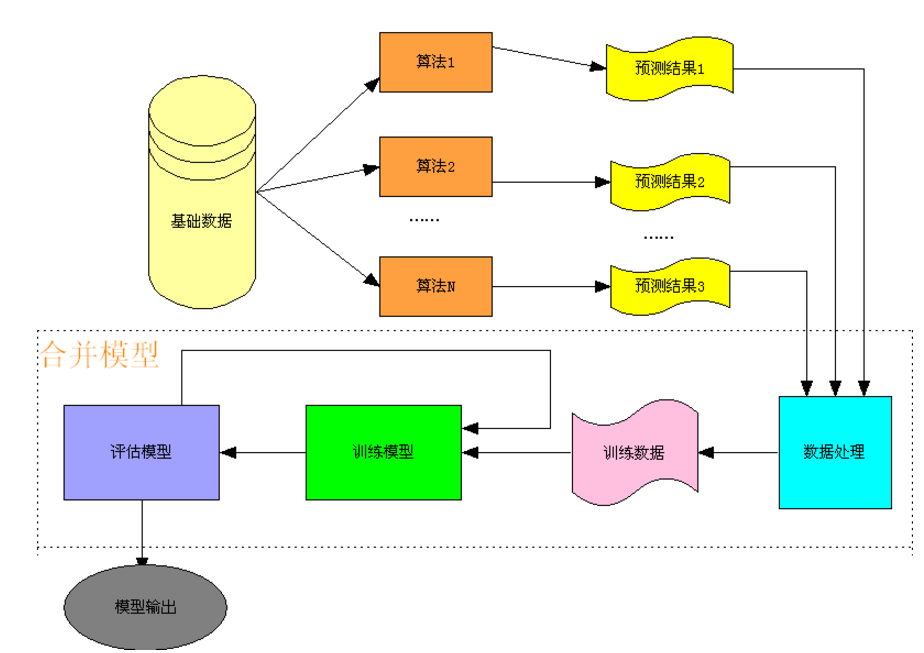 算法1
预测结果1
算法2
预测结果2
基础数据
......
......
算法N
预测结果3
合并模型
评估模型
训练模型
训练数据
数据处理
模型输出